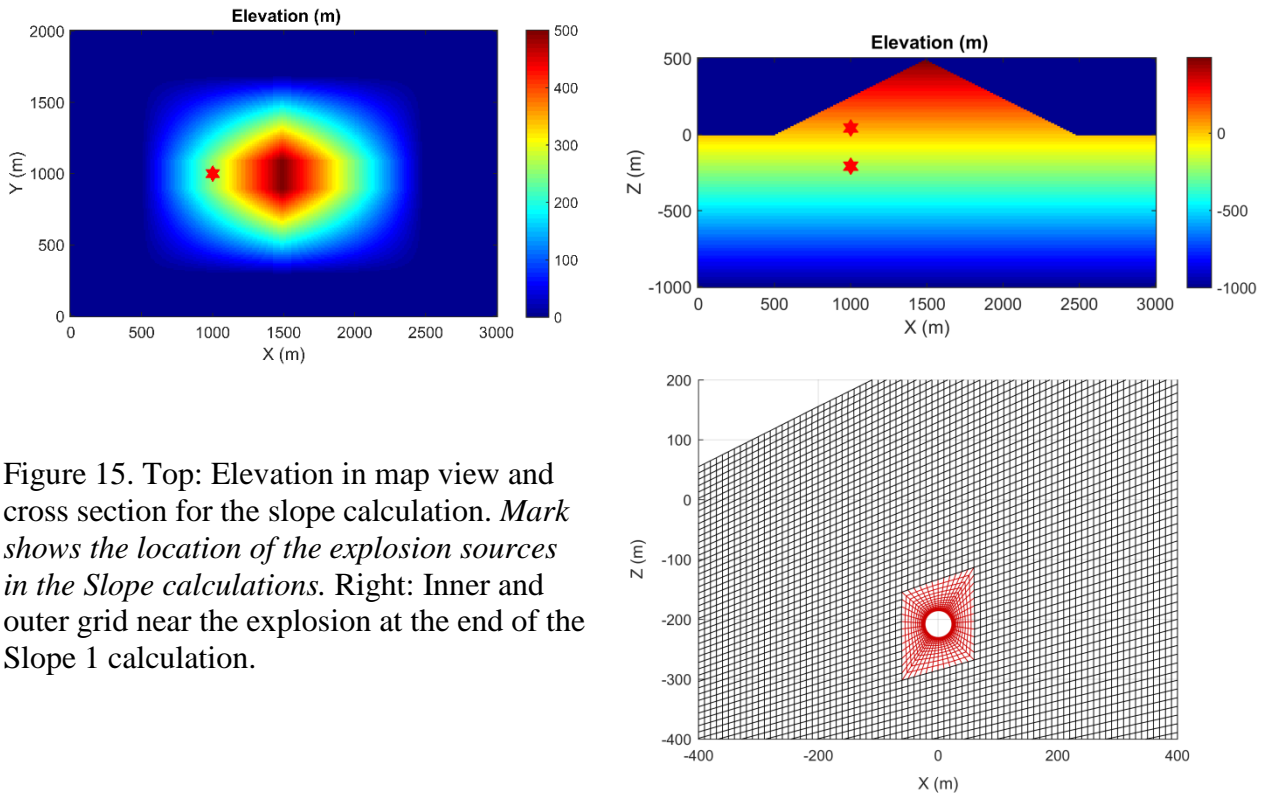 Elevation (m)
2000
1500
1000
500
0
Y (m)
0 500 1000 1500 2000 2500 3000
X (m)
500
400
300
200
100
0
Elevation (m)
500
0
-500
-1000
Z (m)
0 500 1000 1500 2000 2500 3000
X (m)
0
-500
-1000
Figure 15. Top: Elevation in map view and
cross section for the slope calculation. Mark
shows the location of the explosion sources
in the Slope calculations. Right: Inner and
outer grid near the explosion at the end of the
Slope 1 calculation.
200
100
0
-100
-200
-300
-400
Z (m)
-400 -200 0 200 400
X (m)